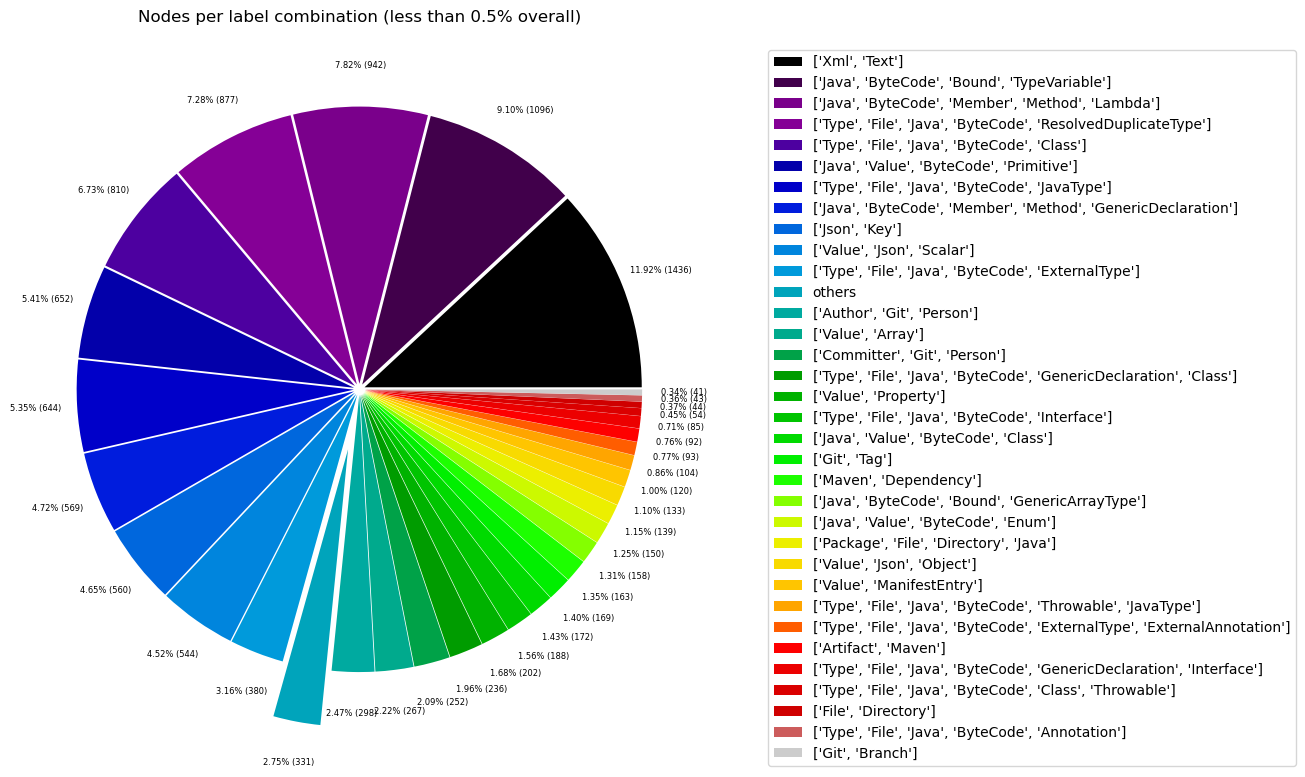 Nodes per label combination (less than 0.5% overall)
11.92% (1436)
9.10% (1096)
7.82% (942)
7.28% (877)
6.73% (810)
5.41% (652)
5.35% (644)
4.72% (569)
4.65% (560)
4.52% (544)
3.16% (380)
2.75% (331)
2.47% (298)
2.22% (267)
2.09% (252)
1.96% (236)
1.68% (202)
1.56% (188)
1.43% (172)
1.40% (169)
1.35% (163)
1.31% (158)
1.25% (150)
1.15% (139)
1.10% (133)
1.00% (120)
0.86% (104)
0.77% (93)
0.76% (92)
0.71% (85)
0.45% (54)
0.37% (44)
0.36% (43)
0.34% (41)
['Xml', 'Text']
['Java', 'ByteCode', 'Bound', 'TypeVariable']
['Java', 'ByteCode', 'Member', 'Method', 'Lambda']
['Type', 'File', 'Java', 'ByteCode', 'ResolvedDuplicateType']
['Type', 'File', 'Java', 'ByteCode', 'Class']
['Java', 'Value', 'ByteCode', 'Primitive']
['Type', 'File', 'Java', 'ByteCode', 'JavaType']
['Java', 'ByteCode', 'Member', 'Method', 'GenericDeclaration']
['Json', 'Key']
['Value', 'Json', 'Scalar']
['Type', 'File', 'Java', 'ByteCode', 'ExternalType']
others
['Author', 'Git', 'Person']
['Value', 'Array']
['Committer', 'Git', 'Person']
['Type', 'File', 'Java', 'ByteCode', 'GenericDeclaration', 'Class']
['Value', 'Property']
['Type', 'File', 'Java', 'ByteCode', 'Interface']
['Java', 'Value', 'ByteCode', 'Class']
['Git', 'Tag']
['Maven', 'Dependency']
['Java', 'ByteCode', 'Bound', 'GenericArrayType']
['Java', 'Value', 'ByteCode', 'Enum']
['Package', 'File', 'Directory', 'Java']
['Value', 'Json', 'Object']
['Value', 'ManifestEntry']
['Type', 'File', 'Java', 'ByteCode', 'Throwable', 'JavaType']
['Type', 'File', 'Java', 'ByteCode', 'ExternalType', 'ExternalAnnotation']
['Artifact', 'Maven']
['Type', 'File', 'Java', 'ByteCode', 'GenericDeclaration', 'Interface']
['Type', 'File', 'Java', 'ByteCode', 'Class', 'Throwable']
['File', 'Directory']
['Type', 'File', 'Java', 'ByteCode', 'Annotation']
['Git', 'Branch']